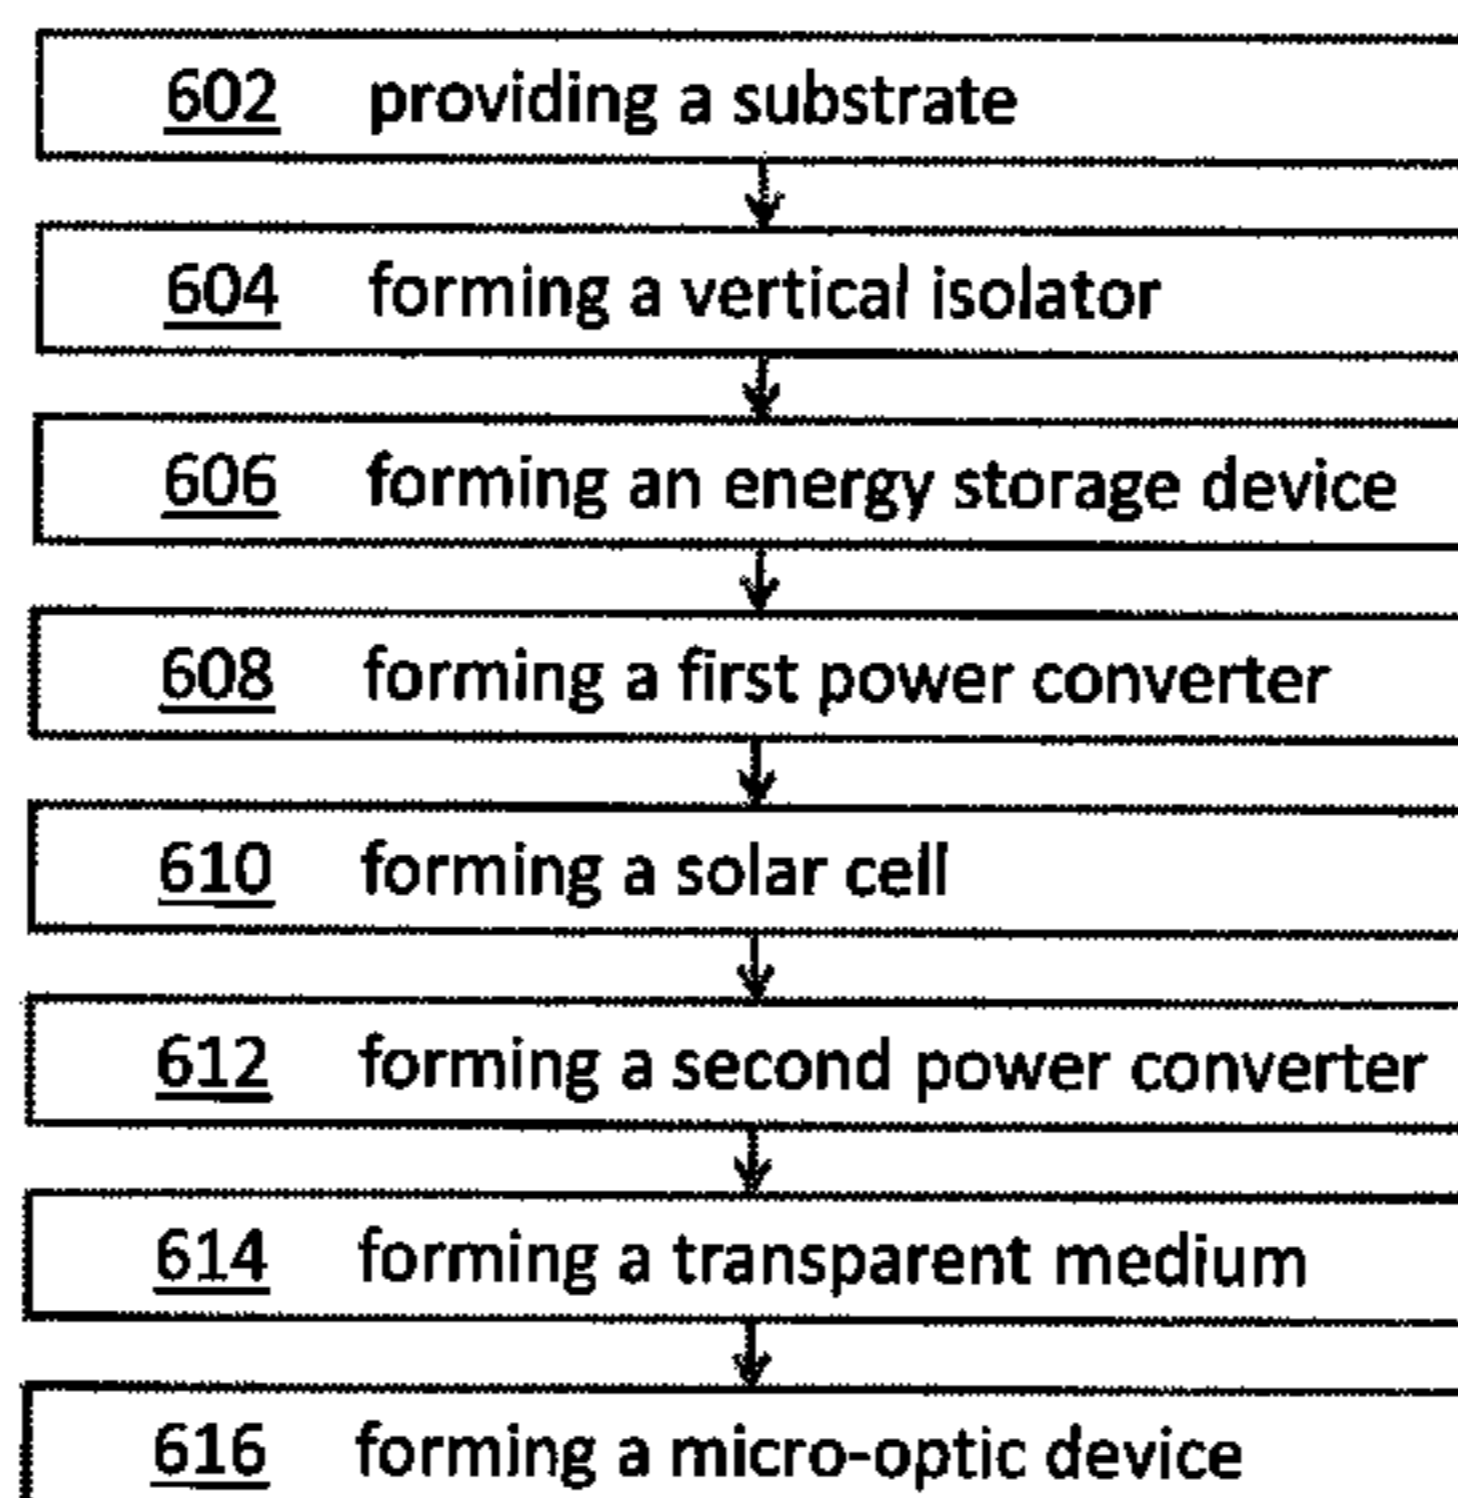 602 providing a substrate
604 forming a vertical isolator
606 forming an energy storage device
608 forming a first power converter
610 forming a solar cell
612 forming a second power converter
614 forming a transparent medium
616 forming a micro-optic device